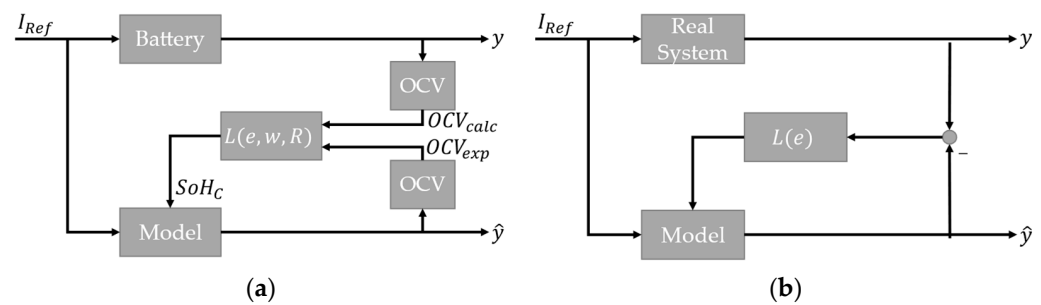 I_Ref
Battery
y
OCV
OCV_calc
L(e, w, R)
OCV_exp
OCV
SoH_C
Model
ŷ
(a)
I_Ref
Real
System
y
L(e)
−
Model
ŷ
(b)